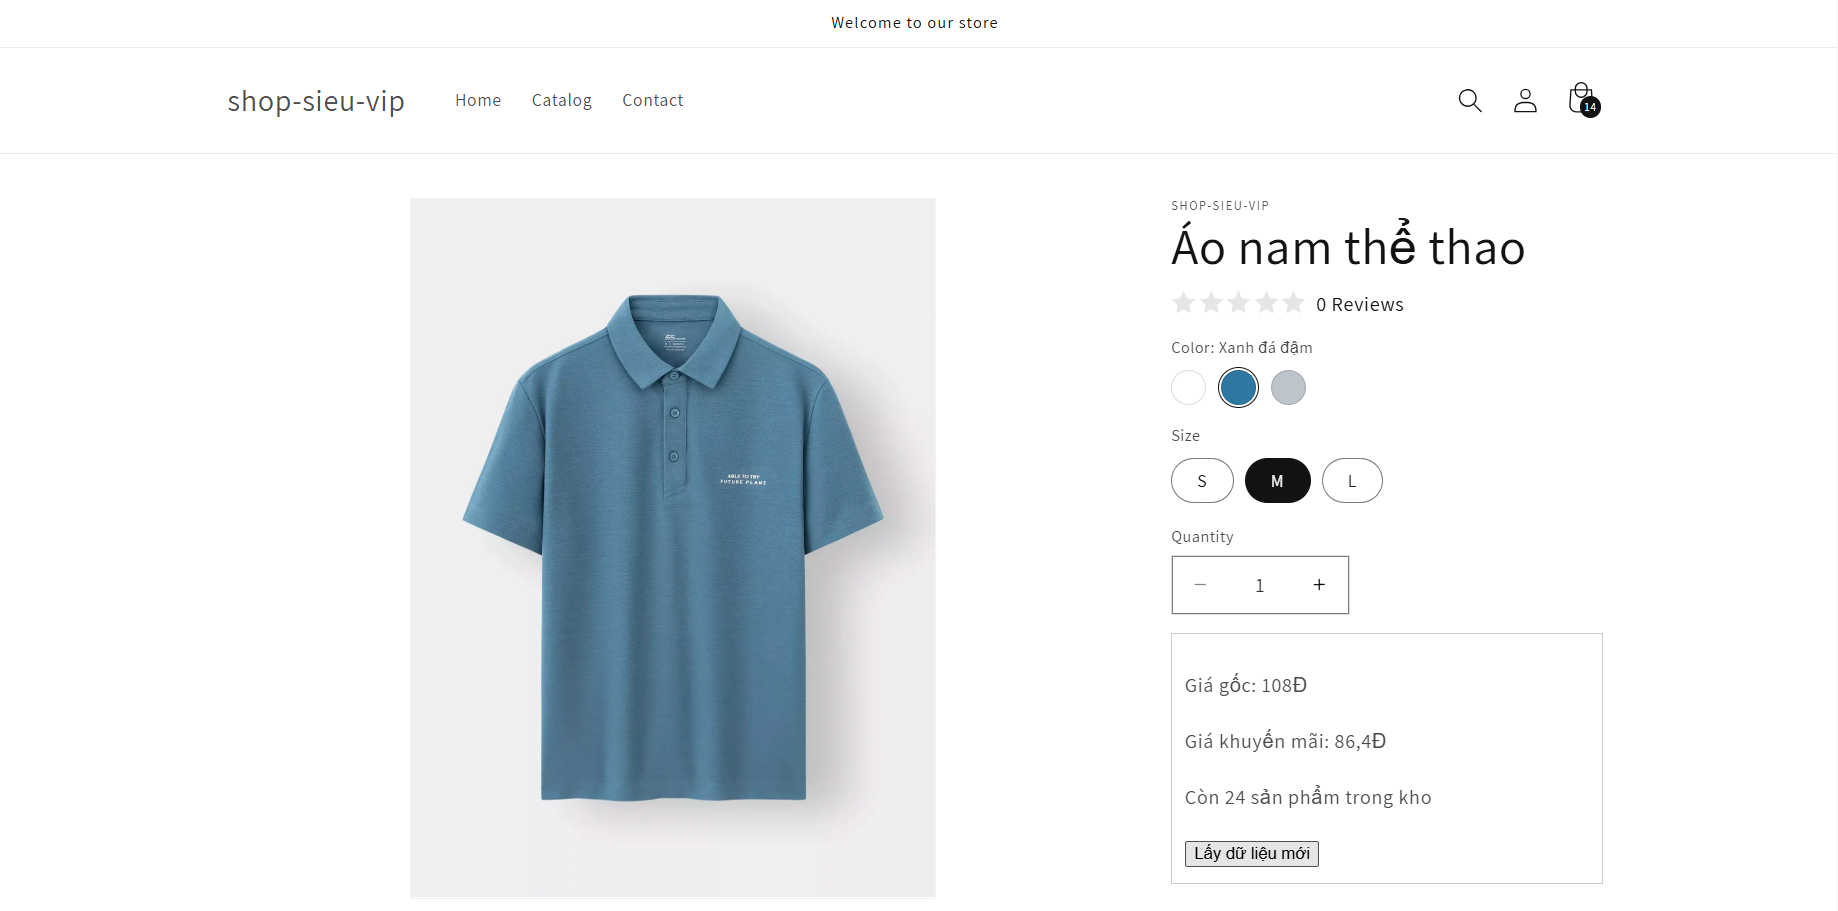 Welcome to our store
shop-sieu-vip
Home Catalog Contact
14
SHOP-SIEU-VIP
Áo nam thể thao
0 Reviews
Color: Xanh đá đậm
Size
S M L
Quantity
1
Giá gốc: 108Đ
Giá khuyến mãi: 86,4Đ
Còn 24 sản phẩm trong kho
Lấy dữ liệu mới
ABLE TO TRY
FUTURE PLANS